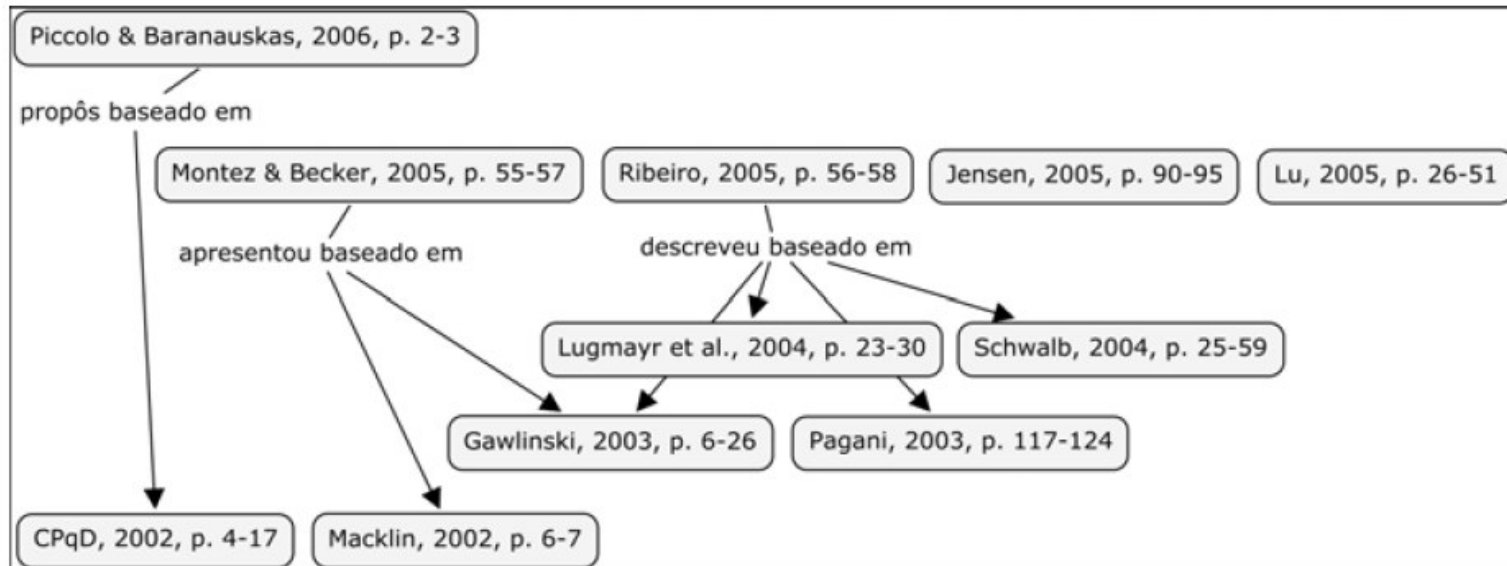 Piccolo & Baranauskas, 2006, p. 2-3
propôs baseado em
Montez & Becker, 2005, p. 55-57
Ribeiro, 2005, p. 56-58
Jensen, 2005, p. 90-95
Lu, 2005, p. 26-51
apresentou baseado em
descreveu baseado em
Lugmayr et al., 2004, p. 23-30
Schwalb, 2004, p. 25-59
Gawlinski, 2003, p. 6-26
Pagani, 2003, p. 117-124
CPqD, 2002, p. 4-17
Macklin, 2002, p. 6-7